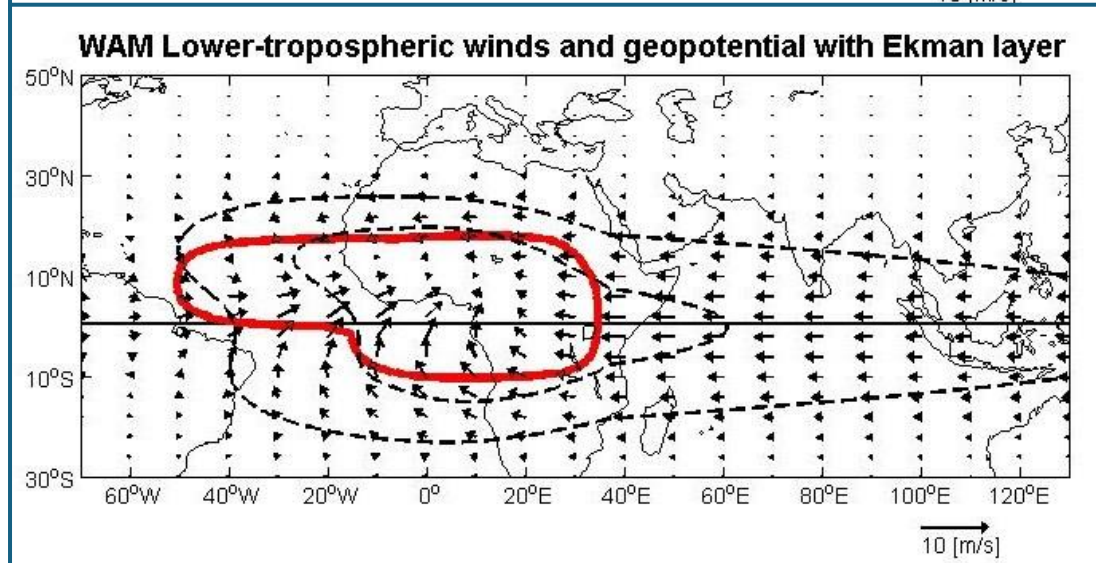 WAM Lower-tropospheric winds and geopotential with Ekman layer
50°N
30°N
10°N
10°S
30°S
60°W 40°W 20°W 0° 20°E 40°E 60°E 80°E 100°E 120°E
10 [m/s]